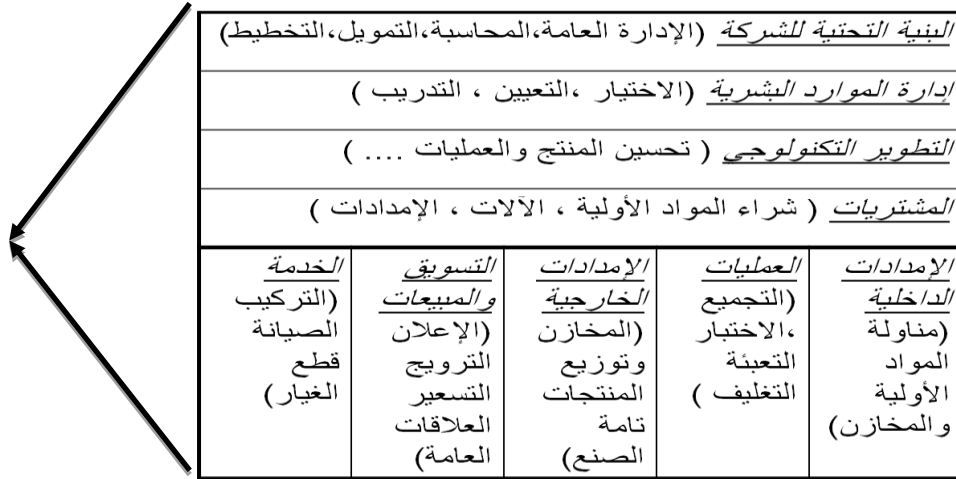 البنية التحتية للشركة (الإدارة العامة،المحاسبة،التمويل،التخطيط)
إدارة الموارد البشرية (الاختيار ،التعيين ، التدريب )
التطوير التكنولوجي ( تحسين المنتج والعمليات .... )
المشتريات ( شراء المواد الأولية ، الآلات ، الإمدادات )
الإمدادات
الداخلية
(مناولة
المواد
الأولية
والمخازن)
العمليات
(التجميع
،الاختبار
التعبئة
التغليف )
الإمدادات
الخارجية
(المخازن
وتوزيع
المنتجات
تامة
الصنع)
التسويق
والمبيعات
(الإعلان
الترويج
التسعير
العلاقات
العامة)
الخدمة
(التركيب
الصيانة
قطع
الغيار)